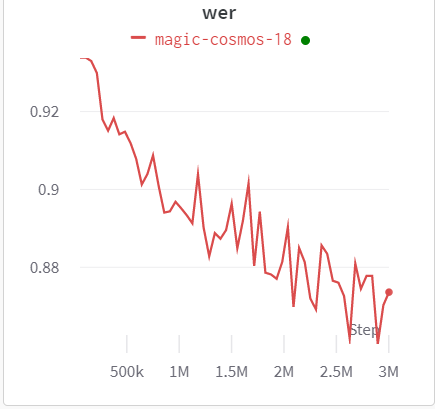 wer
magic-cosmos-18
0.92
0.9
0.88
Step
500k 1M 1.5M 2M 2.5M 3M